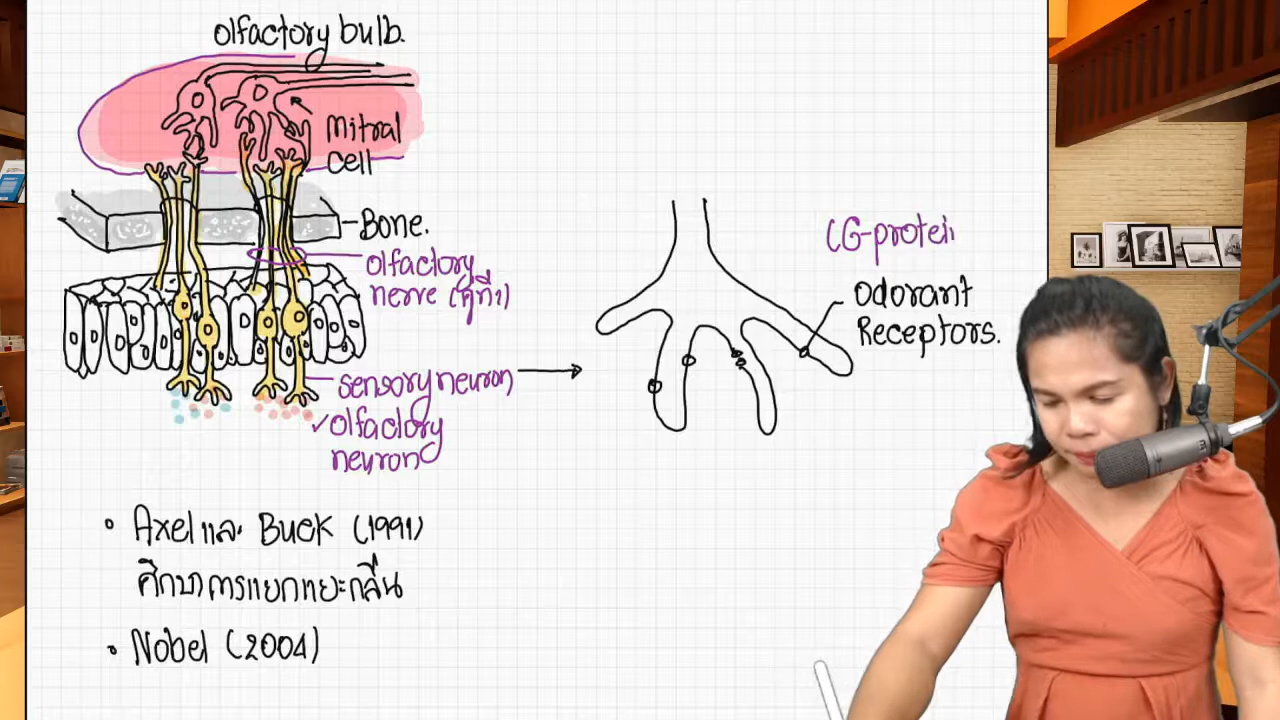 olfactory bulb.
Mitral
Cell
Bone.
olfactory
nerve (คู่ที่1)
sensory neuron
✓olfactory
neuron
(G-protein
Odorant
Receptors.
• Axel และ Buck (1991)
ศึกษาการแยกแยะกลิ่น
• Nobel (2004)